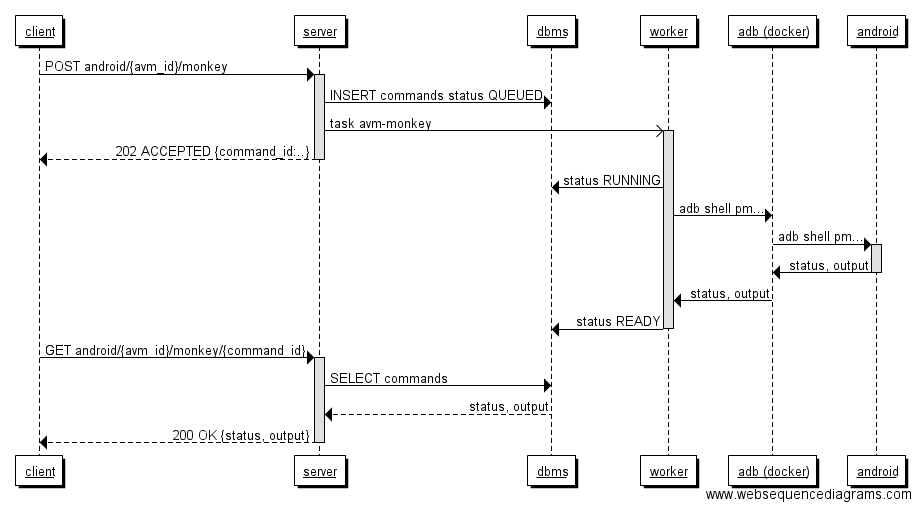 client server dbms worker adb (docker) android
POST android/{avm_id}/monkey
INSERT commands status QUEUED
task avm-monkey
202 ACCEPTED {command_id:..}
status RUNNING
adb shell pm...
adb shell pm...
status, output
status, output
status READY
GET android/{avm_id}/monkey/{command_id}
SELECT commands
status, output
200 OK {status, output}
client server dbms worker adb (docker) android
www.websequencediagrams.com